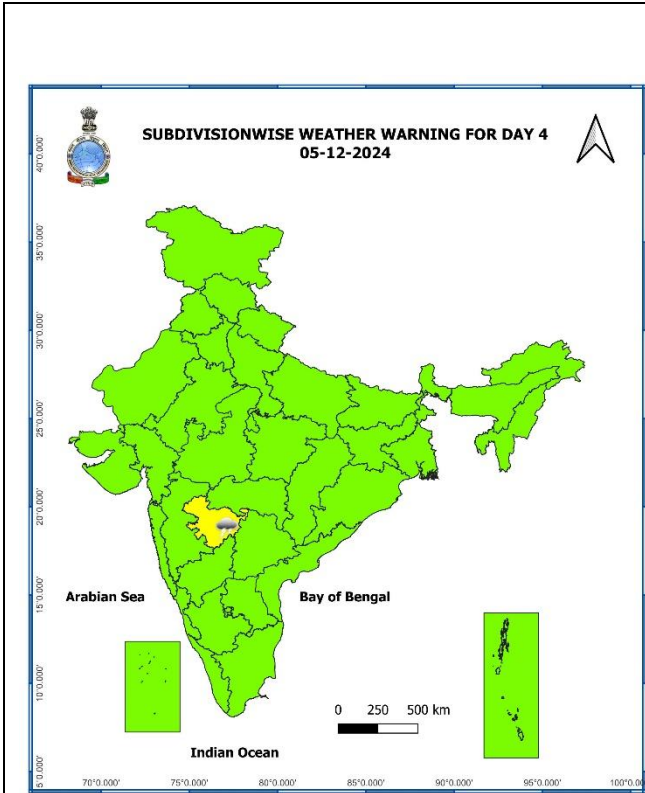 SUBDIVISIONWISE WEATHER WARNING FOR DAY 4
05-12-2024
40°0.000'
35°0.000'
30°0.000'
25°0.000'
20°0.000'
15°0.000'
10°0.000'
5°0.000'
Arabian Sea
Bay of Bengal
0 250 500 km
Indian Ocean
70°0.000' 75°0.000' 80°0.000' 85°0.000' 90°0.000' 95°0.000' 100°0.0